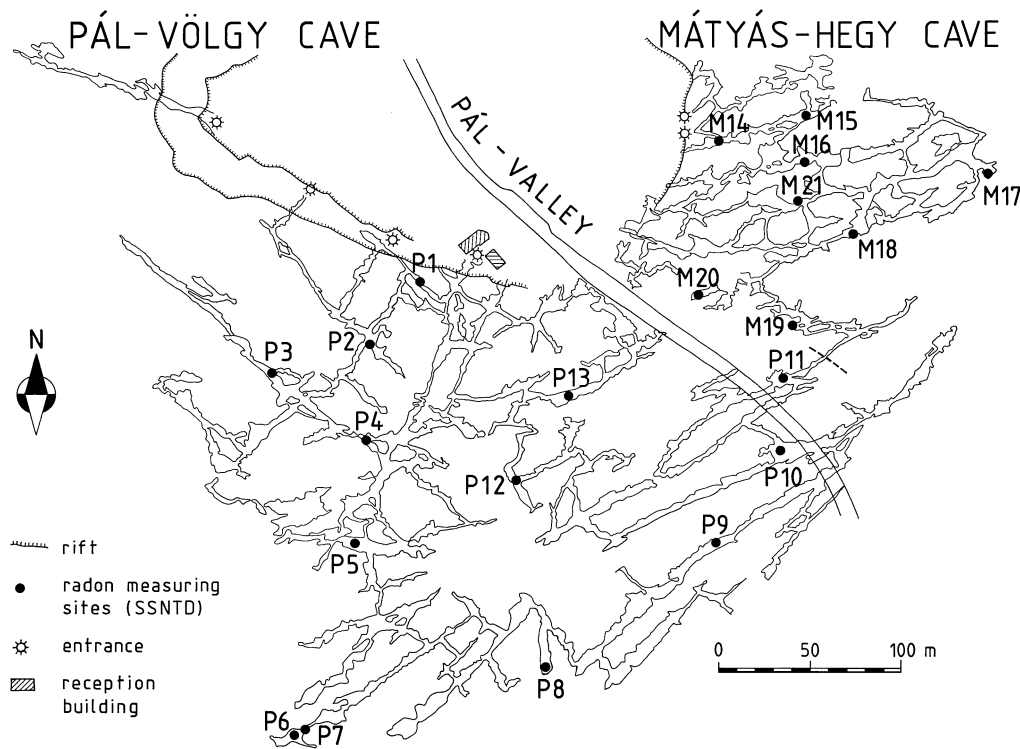 PÁL-VÖLGY CAVE
MÁTYÁS-HEGY CAVE
PÁL-VALLEY
M14
M15
M16
M17
M21
M18
M20
M19
P1
P2
P3
P13
P11
P4
P12
P10
P9
P5
P8
P6
P7
N
rift
radon measuring
sites (SSNTD)
entrance
reception
building
0 50 100 m